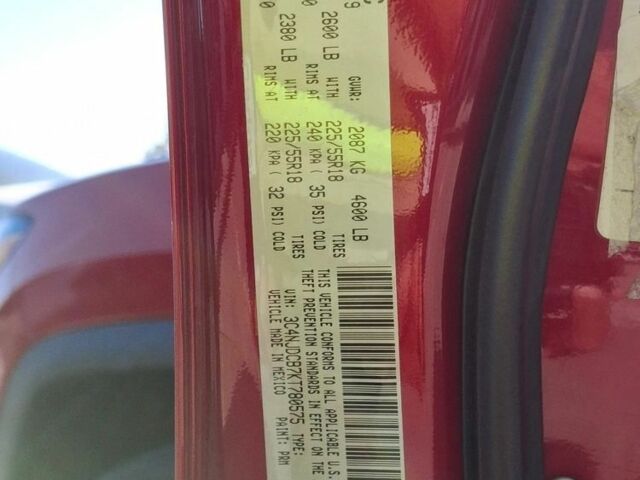 GVWR: 2087 KG 4600 LB
2600 LB WITH 225/55R18 TIRES
RIMS AT 240 KPA ( 35 PSI) COLD
2380 LB WITH 225/55R18 TIRES
RIMS AT 220 KPA ( 32 PSI) COLD
THIS VEHICLE CONFORMS TO ALL APPLICABLE U.S.
THEFT PREVENTION STANDARDS IN EFFECT ON THE
VIN: 3C4NJDCB7KT780575 TYPE:
VEHICLE MADE IN MEXICO PAINT: PRM